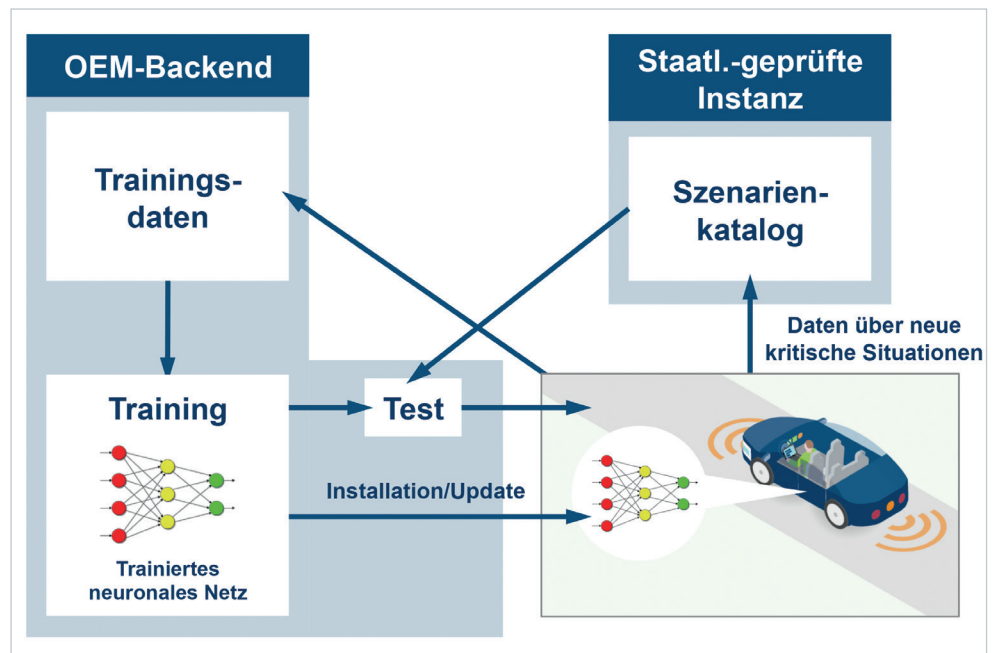 OEM-Backend
Trainings-
daten
Training
Trainiertes
neuronales Netz
Test
Installation/Update
Staatl.-geprüfte
Instanz
Szenarien-
katalog
Daten über neue
kritische Situationen